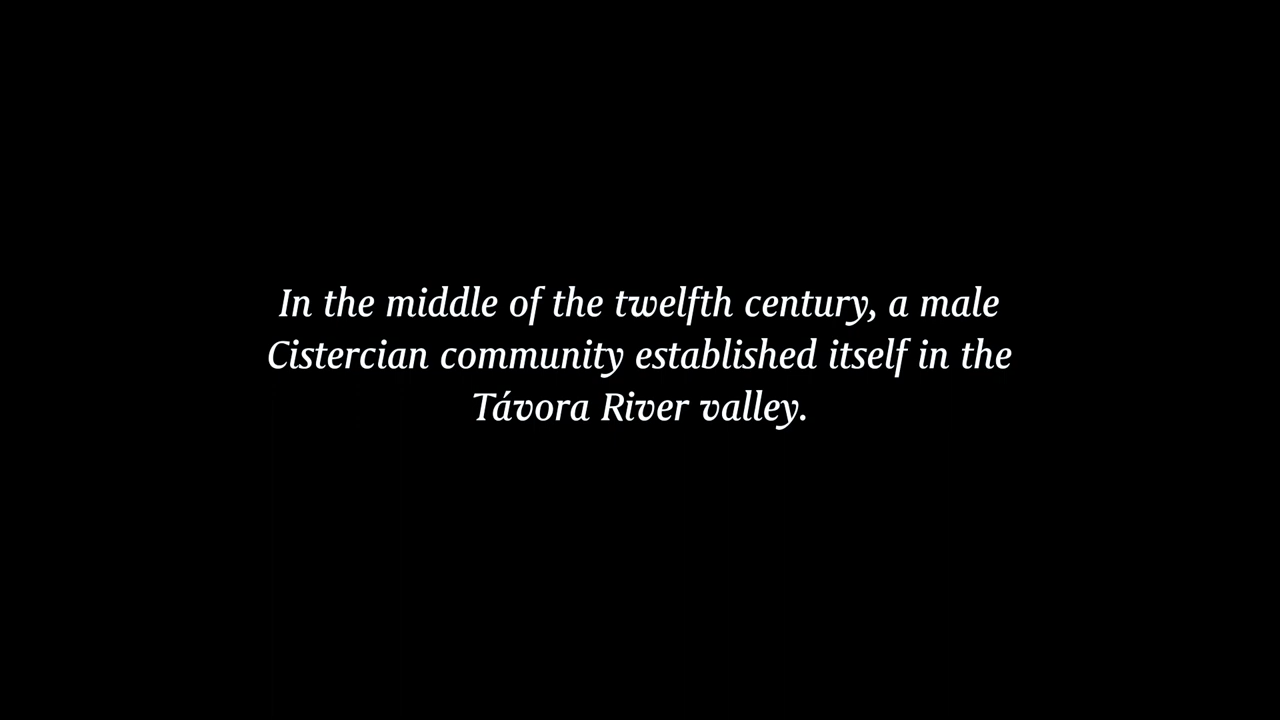 In the middle of the twelfth century, a male
Cistercian community established itself in the
Távora River valley.